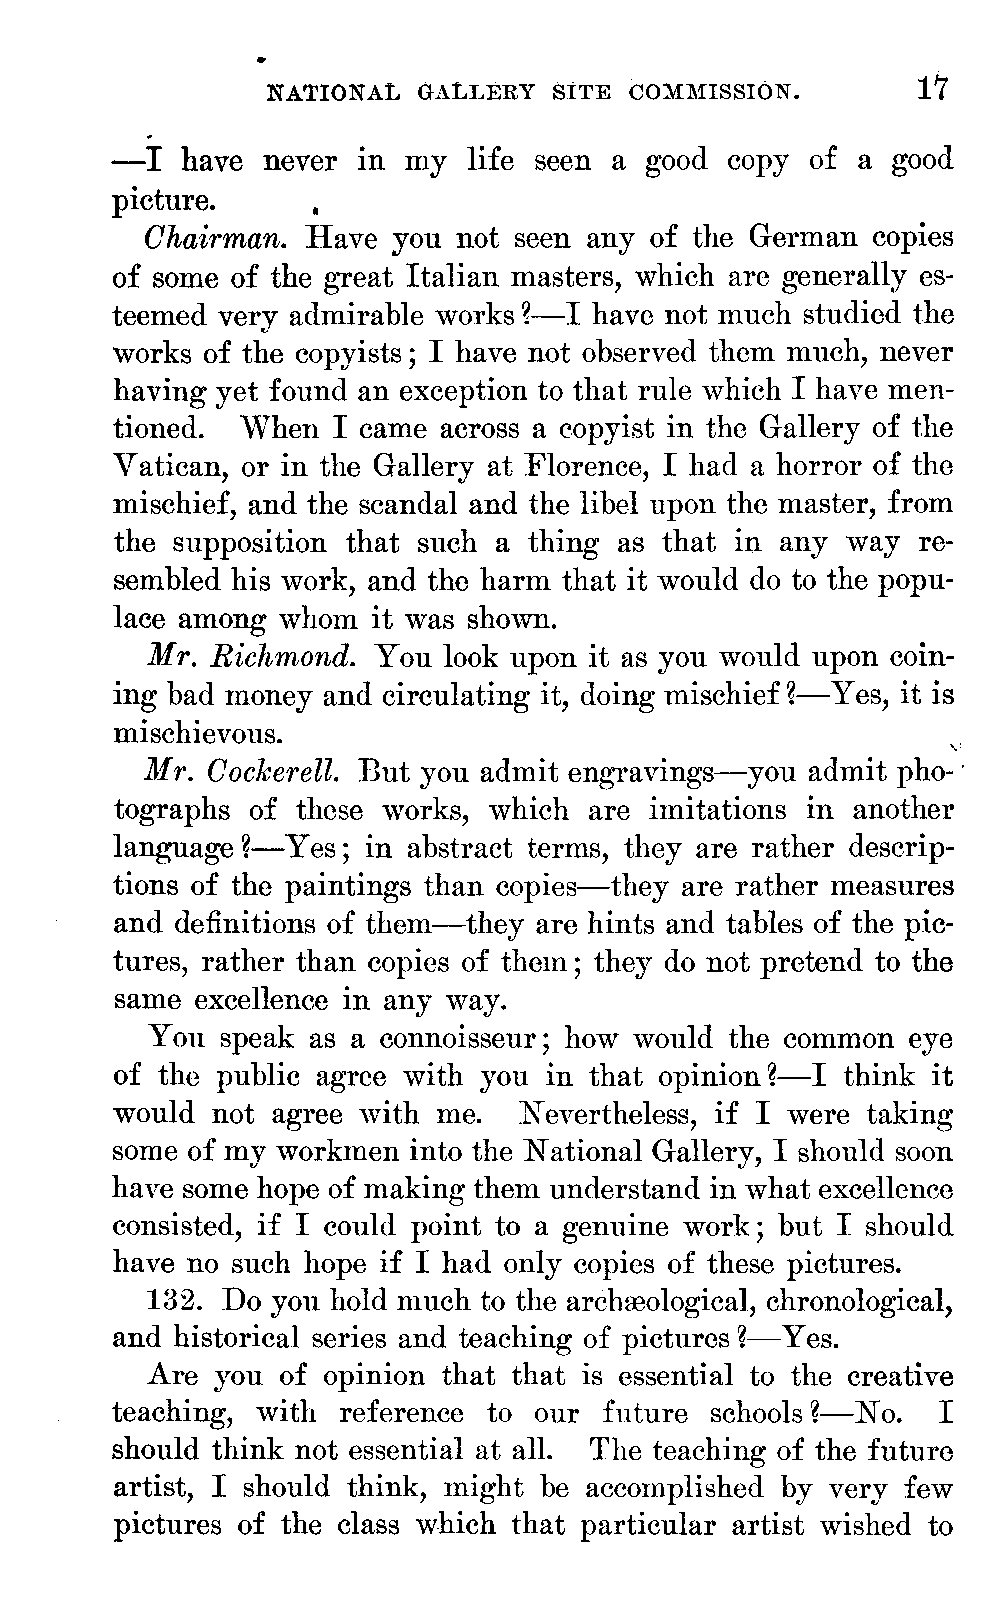 NATIONAL GALLERY SITE COMMISSION. 17
—I have never in my life seen a good copy of a good
picture.
Chairman. Have you not seen any of the German copies
of some of the great Italian masters, which are generally es-
teemed very admirable works?—I have not much studied the
works of the copyists; I have not observed them much, never
having yet found an exception to that rule which I have men-
tioned. When I came across a copyist in the Gallery of the
Vatican, or in the Gallery at Florence, I had a horror of the
mischief, and the scandal and the libel upon the master, from
the supposition that such a thing as that in any way re-
sembled his work, and the harm that it would do to the popu-
lace among whom it was shown.
Mr. Richmond. You look upon it as you would upon coin-
ing bad money and circulating it, doing mischief?—Yes, it is
mischievous.
Mr. Cockerell. But you admit engravings—you admit pho-
tographs of these works, which are imitations in another
language?—Yes; in abstract terms, they are rather descrip-
tions of the paintings than copies—they are rather measures
and definitions of them—they are hints and tables of the pic-
tures, rather than copies of them; they do not pretend to the
same excellence in any way.
You speak as a connoisseur; how would the common eye
of the public agree with you in that opinion?—I think it
would not agree with me. Nevertheless, if I were taking
some of my workmen into the National Gallery, I should soon
have some hope of making them understand in what excellence
consisted, if I could point to a genuine work; but I should
have no such hope if I had only copies of these pictures.
132. Do you hold much to the archæological, chronological,
and historical series and teaching of pictures?—Yes.
Are you of opinion that that is essential to the creative
teaching, with reference to our future schools?—No. I
should think not essential at all. The teaching of the future
artist, I should think, might be accomplished by very few
pictures of the class which that particular artist wished to